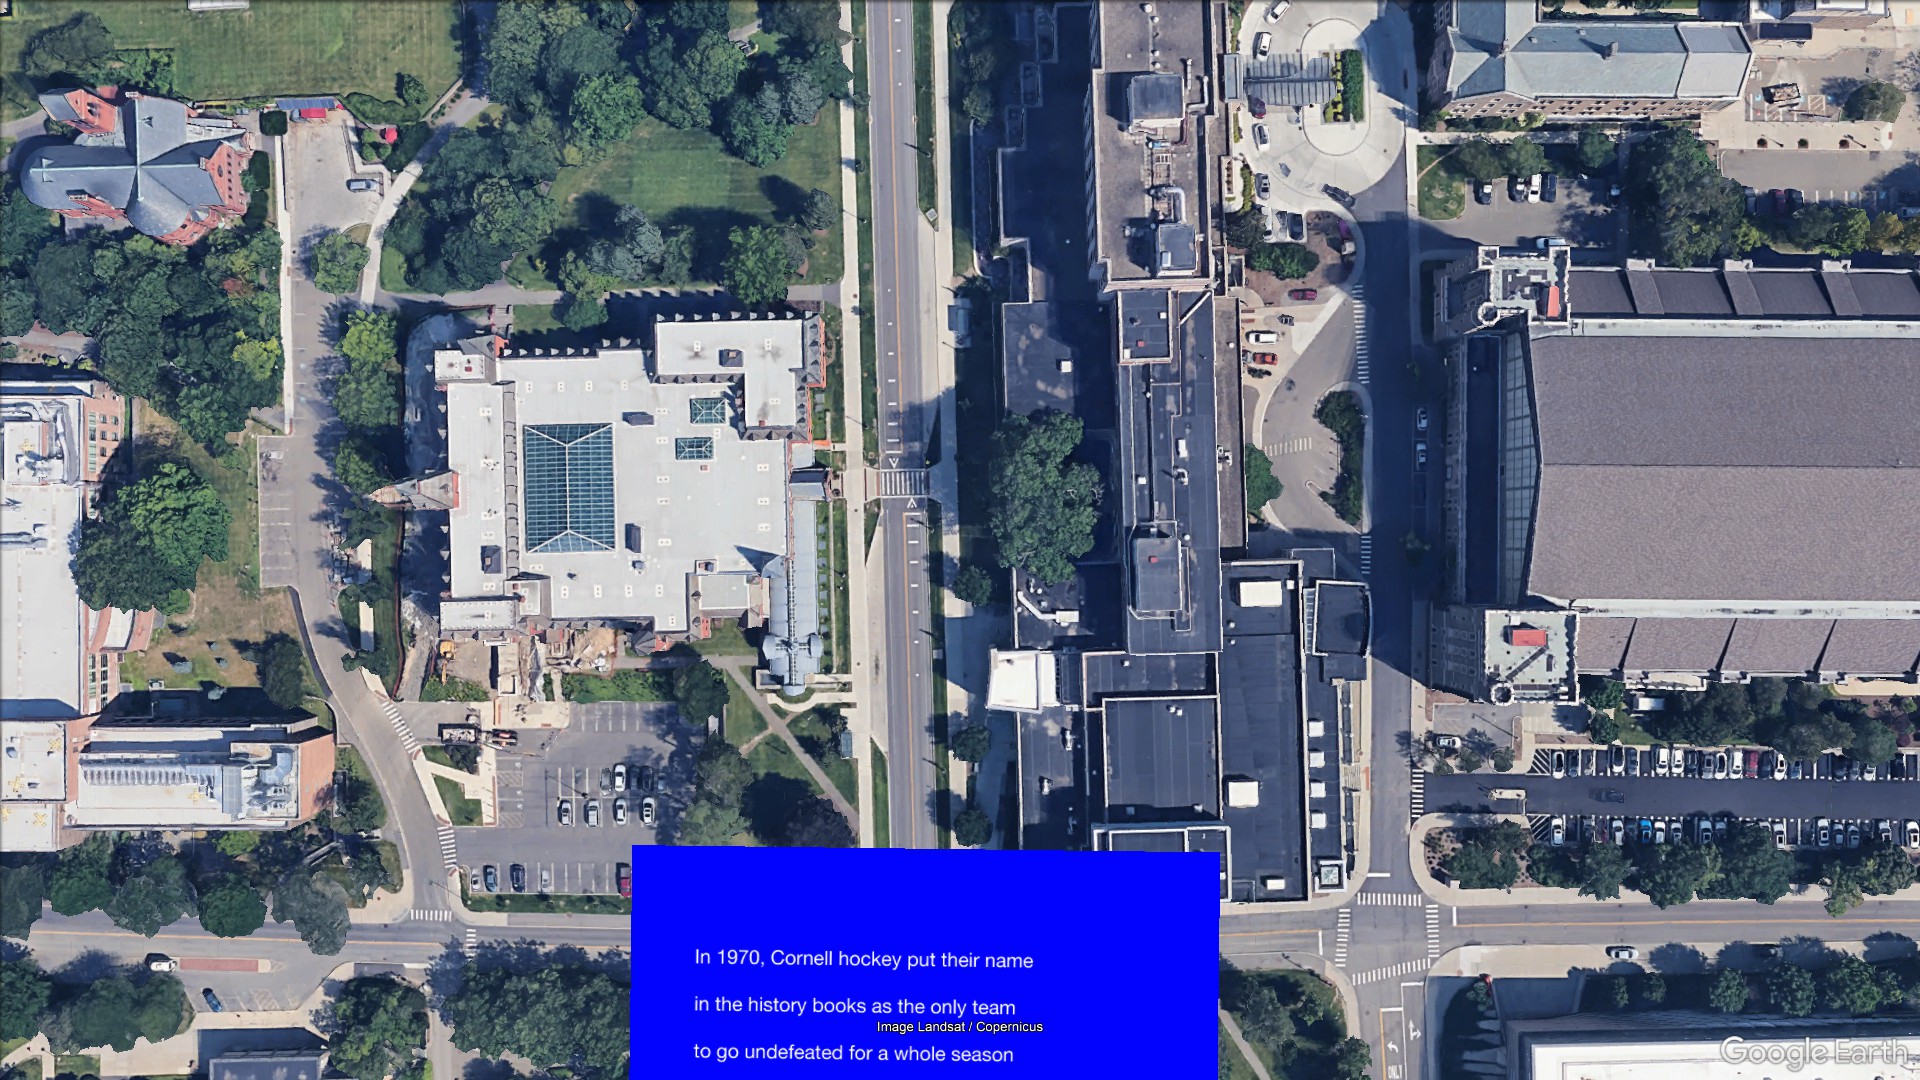 In 1970, Cornell hockey put their name
in the history books as the only team
Image Landsat / Copernicus
to go undefeated for a whole season
Google Earth
ONLY